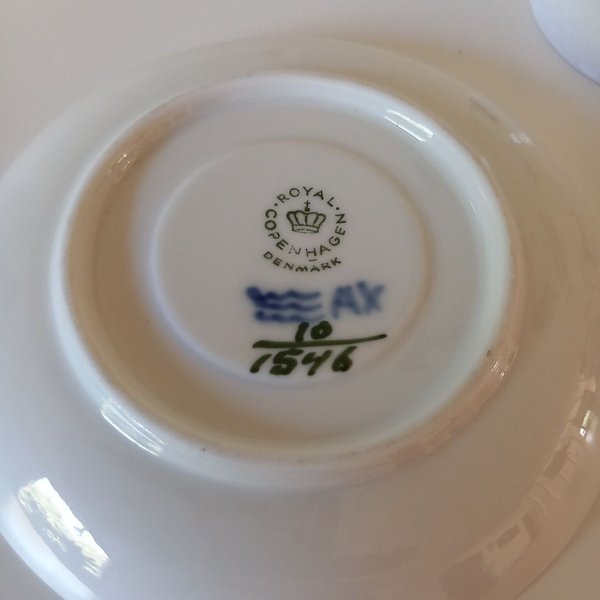 · ROYAL ·
COPENHAGEN
DENMARK
AX
10
1546